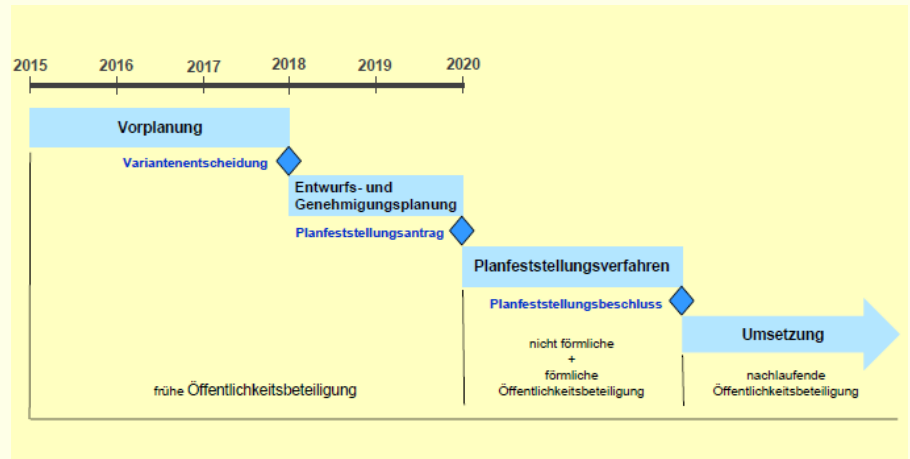 2015 2016 2017 2018 2019 2020
Vorplanung
Variantenentscheidung
Entwurfs- und
Genehmigungsplanung
Planfeststellungsantrag
Planfeststellungsverfahren
Planfeststellungsbeschluss
Umsetzung
frühe Öffentlichkeitsbeteiligung
nicht förmliche
+
förmliche
Öffentlichkeitsbeteiligung
nachlaufende
Öffentlichkeitsbeteiligung